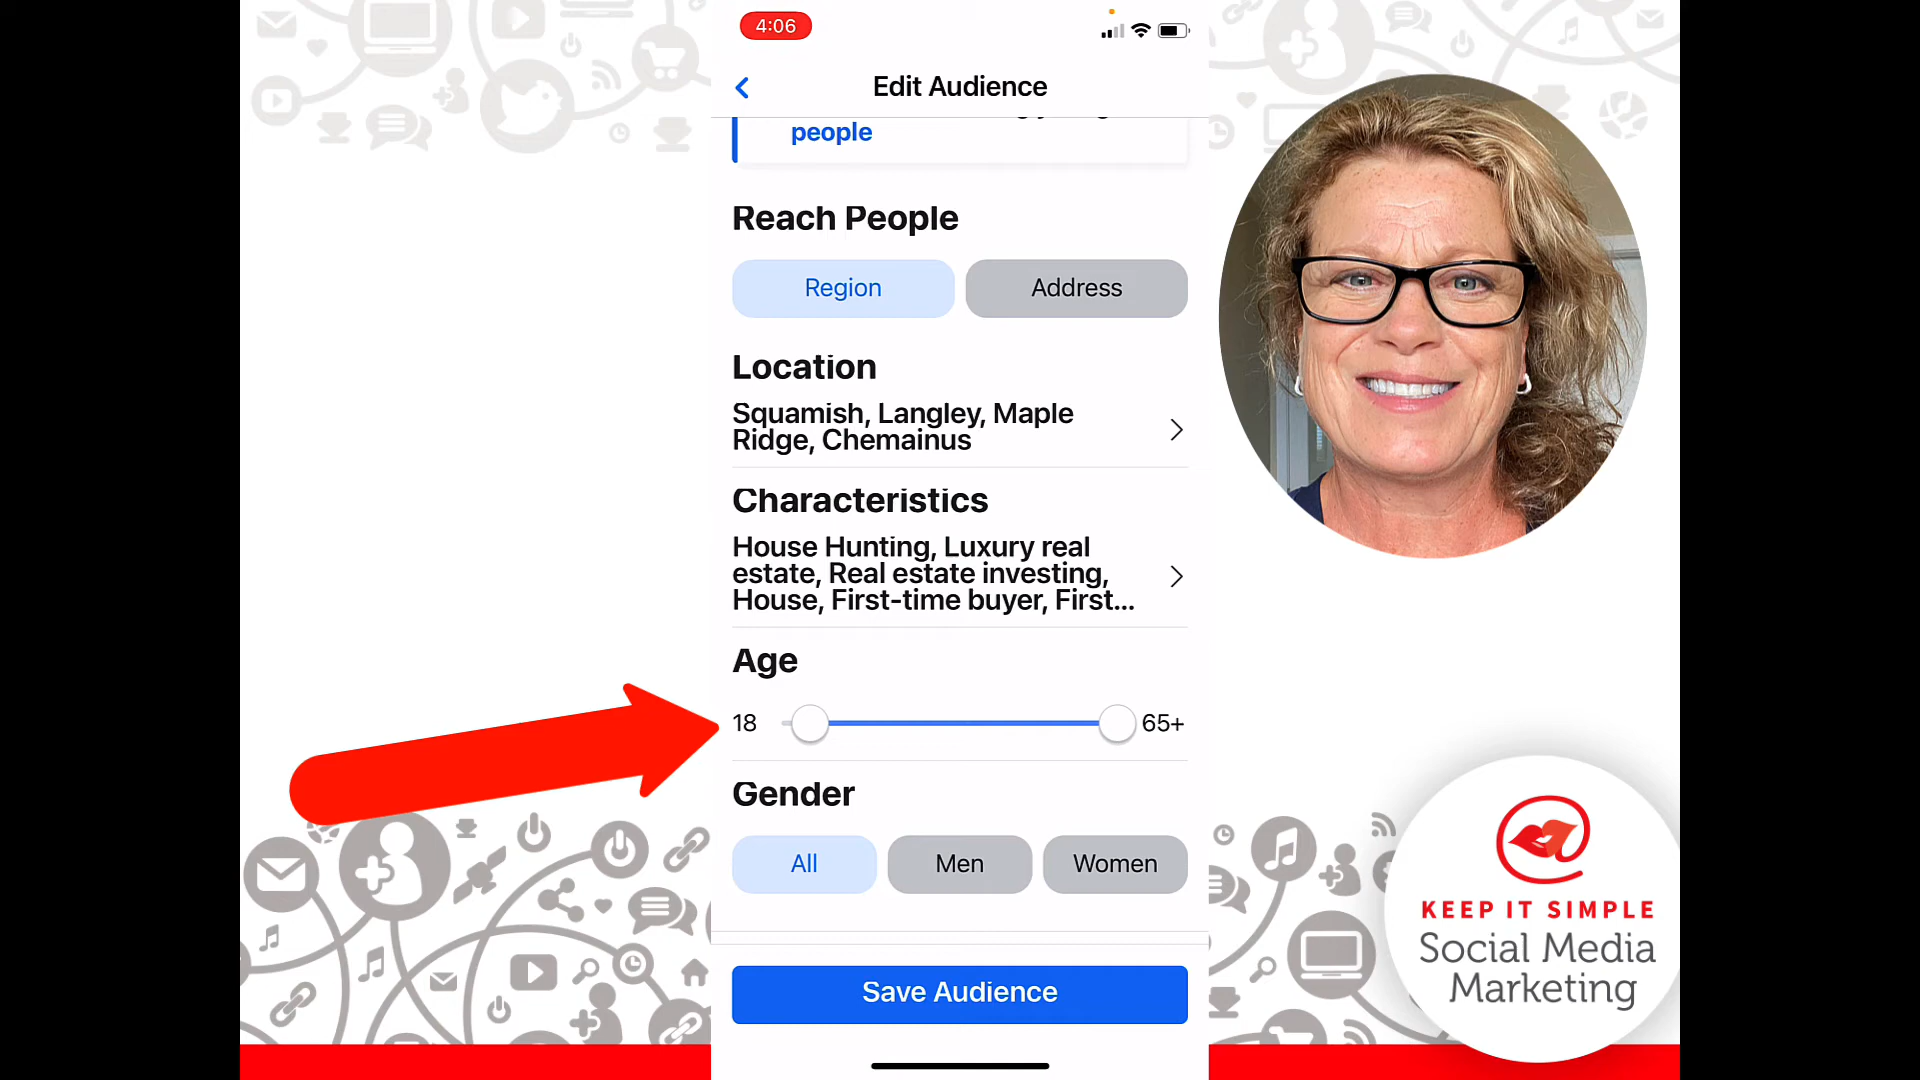 4:06
Edit Audience
people
Reach People
Region
Address
Location
Squamish, Langley, Maple
Ridge, Chemainus
Characteristics
House Hunting, Luxury real
estate, Real estate investing,
House, First-time buyer, First...
Age
18
65+
Gender
All
Men
Women
Save Audience
KEEP IT SIMPLE
Social Media
Marketing